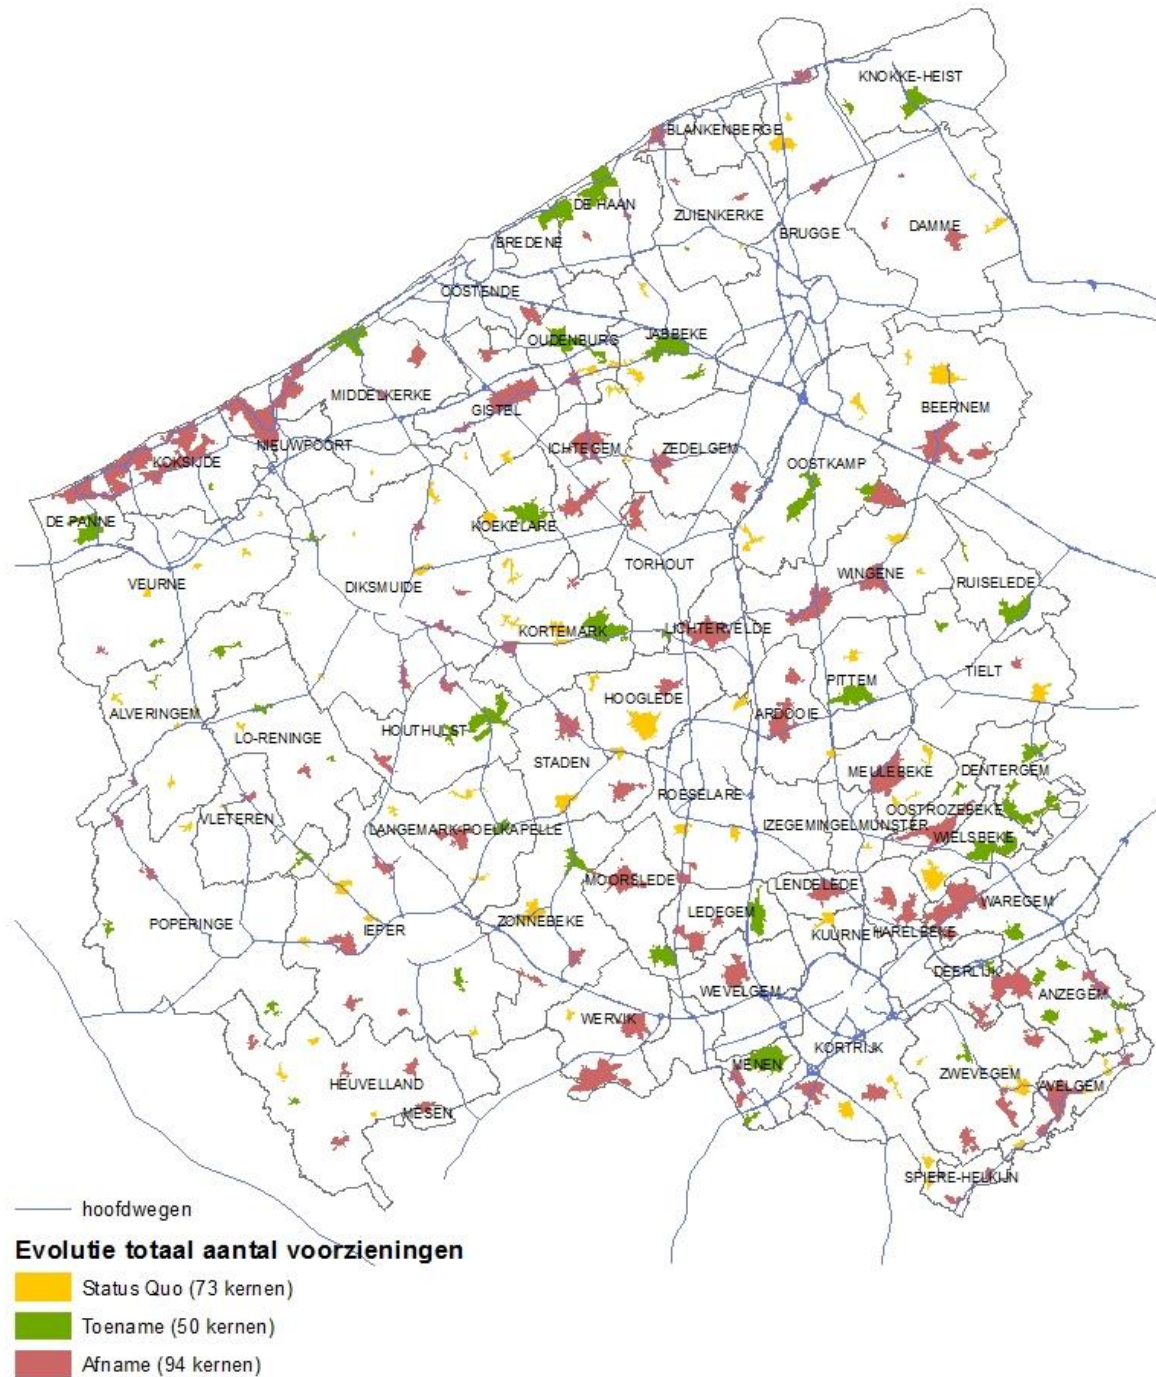 KNOKKE-HEIST
BLANKENBERGE
DE HAAN
ZUIENKERKE
DAMME
BRUGGE
BREDENE
OOSTENDE
OUDENBURG
JABBEKE
MIDDELKERKE
GISTEL
BEERNEM
NIEUWPOORT
ICHTEGEM
ZEDELGEM
KOKSIJDE
OOSTKAMP
DE PANNE
KOEKELARE
TORHOUT
WINGENE
VEURNE
DIKSMUIDE
RUISELEDE
KORTEMARK
LICHTERVELDE
TIELT
PITTEM
HOOGLEDE
ALVERINGEM
ARDOOIE
HOUTHULST
LO-RENINGE
STADEN
MEULEBEKE
DENTERGEM
ROESELARE
OOSTROZEBEKE
VLETEREN
LANGEMARK-POELKAPELLE
IZEGEM
INGELMUNSTER
WIELSBEKE
MOORSLEDE
LENDELEDE
WAREGEM
LEDEGEM
POPERINGE
IEPER
ZONNEBEKE
KUURNE
HARELBEKE
DEERLIJK
WEVELGEM
ANZEGEM
WERVIK
KORTRIJK
MENEN
ZWEVEGEM
HEUVELLAND
AVELGEM
MESEN
SPIERE-HELKIJN
hoofdwegen
Evolutie totaal aantal voorzieningen
Status Quo (73 kernen)
Toename (50 kernen)
Afname (94 kernen)